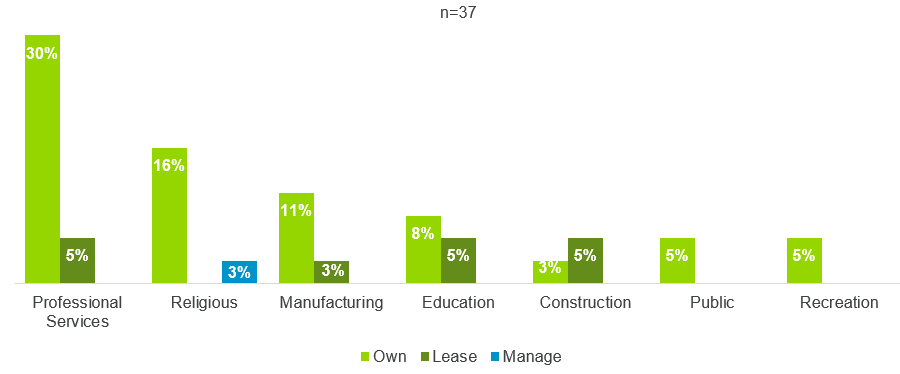 n=37
30%
5%
16%
3%
11%
3%
8%
5%
3%
5%
5%
5%
Professional
Services
Religious
Manufacturing
Education
Construction
Public
Recreation
Own
Lease
Manage